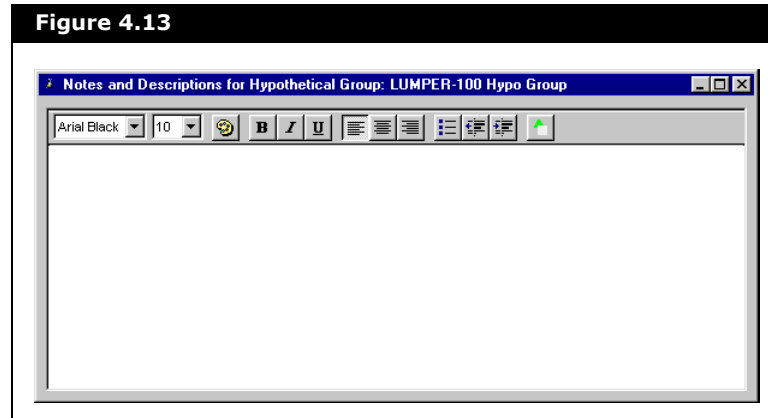 Figure 4.13
Notes and Descriptions for Hypothetical Group: LUMPER-100 Hypo Group
Arial Black 10 B I U